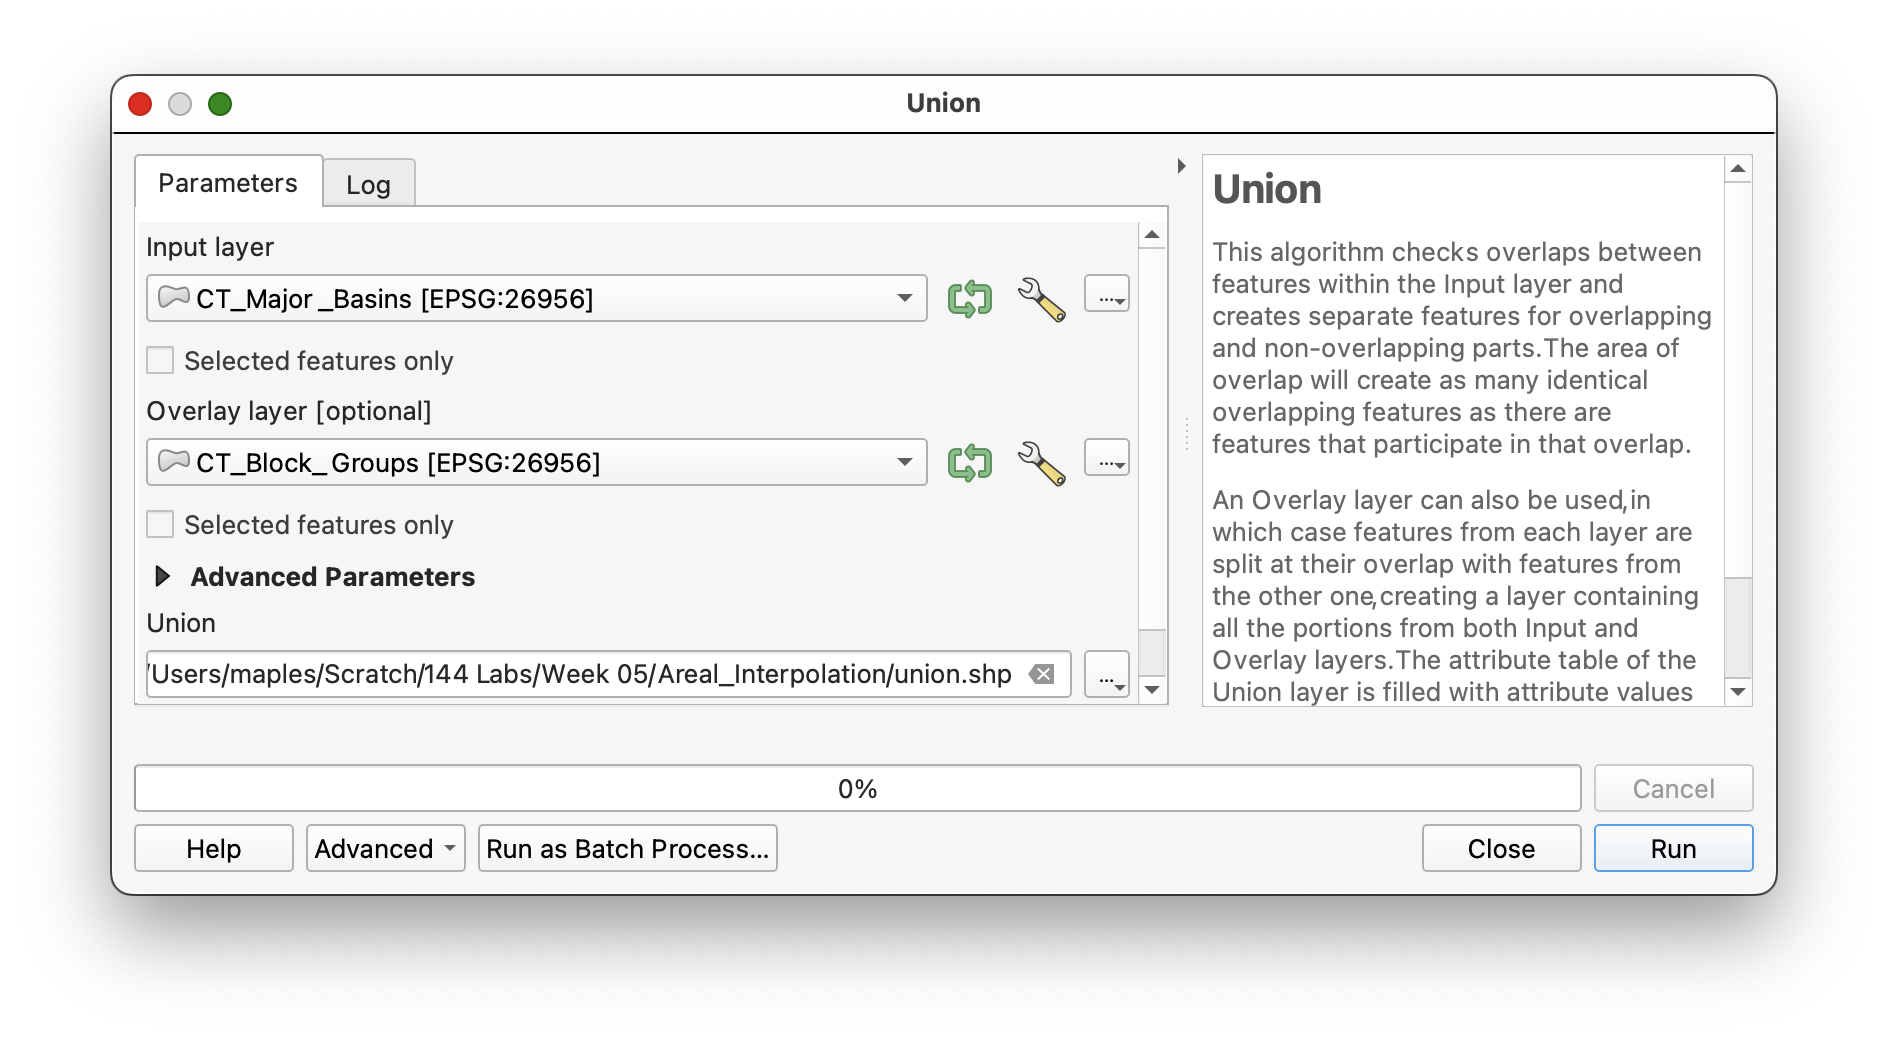 Union
Parameters
Log
Input layer
CT_Major_Basins [EPSG:26956]
...
Selected features only
Overlay layer [optional]
CT_Block_Groups [EPSG:26956]
...
Selected features only
Advanced Parameters
Union
/Users/maples/Scratch/144 Labs/Week 05/Areal_Interpolation/union.shp
...
Union
This algorithm checks overlaps between
features within the Input layer and
creates separate features for overlapping
and non-overlapping parts.The area of
overlap will create as many identical
overlapping features as there are
features that participate in that overlap.
An Overlay layer can also be used,in
which case features from each layer are
split at their overlap with features from
the other one,creating a layer containing
all the portions from both Input and
Overlay layers.The attribute table of the
Union layer is filled with attribute values
0%
Cancel
Help
Advanced
Run as Batch Process...
Close
Run